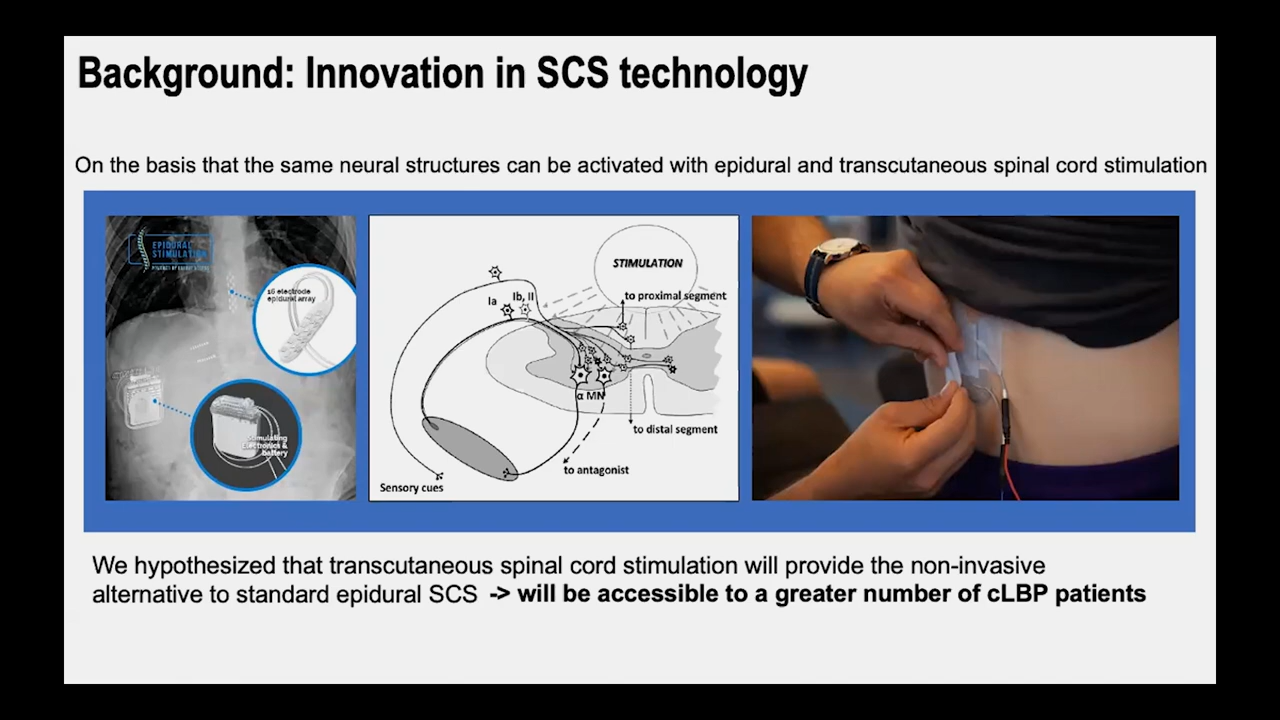 Background: Innovation in SCS technology
On the basis that the same neural structures can be activated with epidural and transcutaneous spinal cord stimulation
EPIDURAL
STIMULATION
16 electrode
epidural array
Stimulating
Electronics &
battery
STIMULATION
Ia
Ib, II
to proximal segment
α MN
to distal segment
to antagonist
Sensory cues
We hypothesized that transcutaneous spinal cord stimulation will provide the non-invasive
alternative to standard epidural SCS -> will be accessible to a greater number of cLBP patients